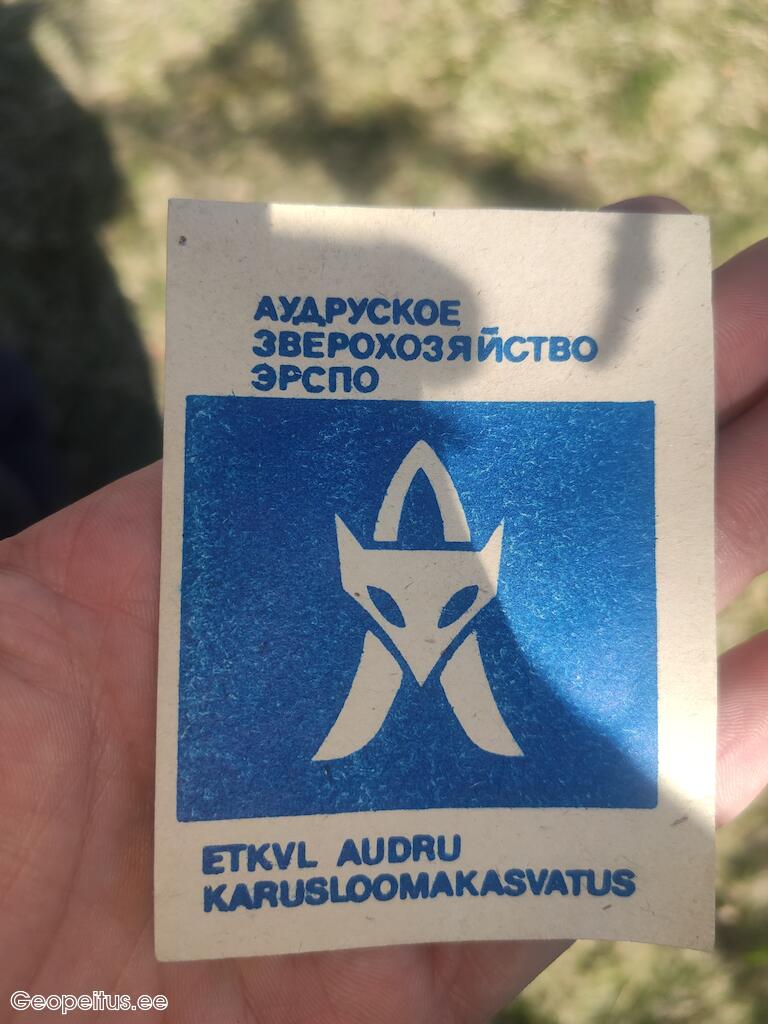 АУДРУСКОЕ
ЗВЕРОХОЗЯЙСТВО
ЭРСПО
ETKVL AUDRU
KARUSLOOMAKASVATUS
Geopeitus.ee